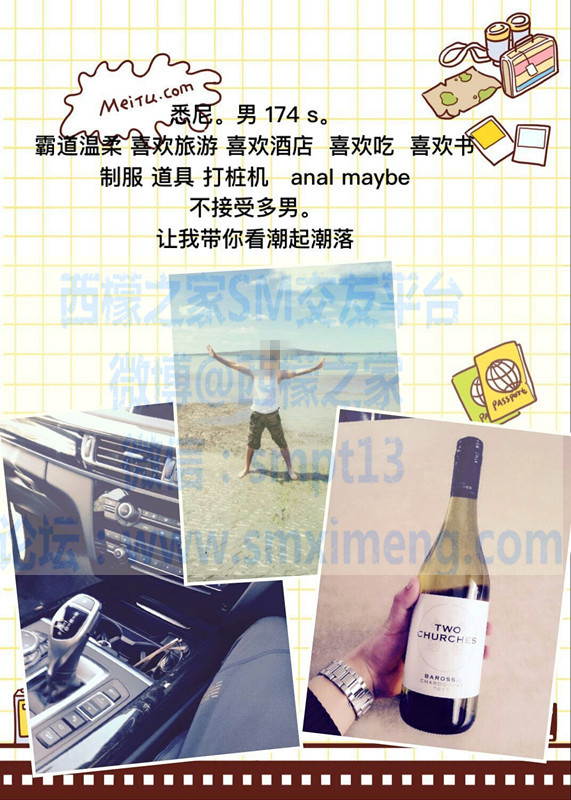 MEITU.com
悉尼。男 174 s。
霸道温柔 喜欢旅游 喜欢酒店 喜欢吃 喜欢书
制服 道具 打桩机 anal maybe
不接受多男。
让我带你看潮起潮落
西檬之家SM交友平台
微博@西檬之家
PASSPORT
微信：smpt13
论坛：www.smximeng.com
TWO
CHURCHES
BAROSSA